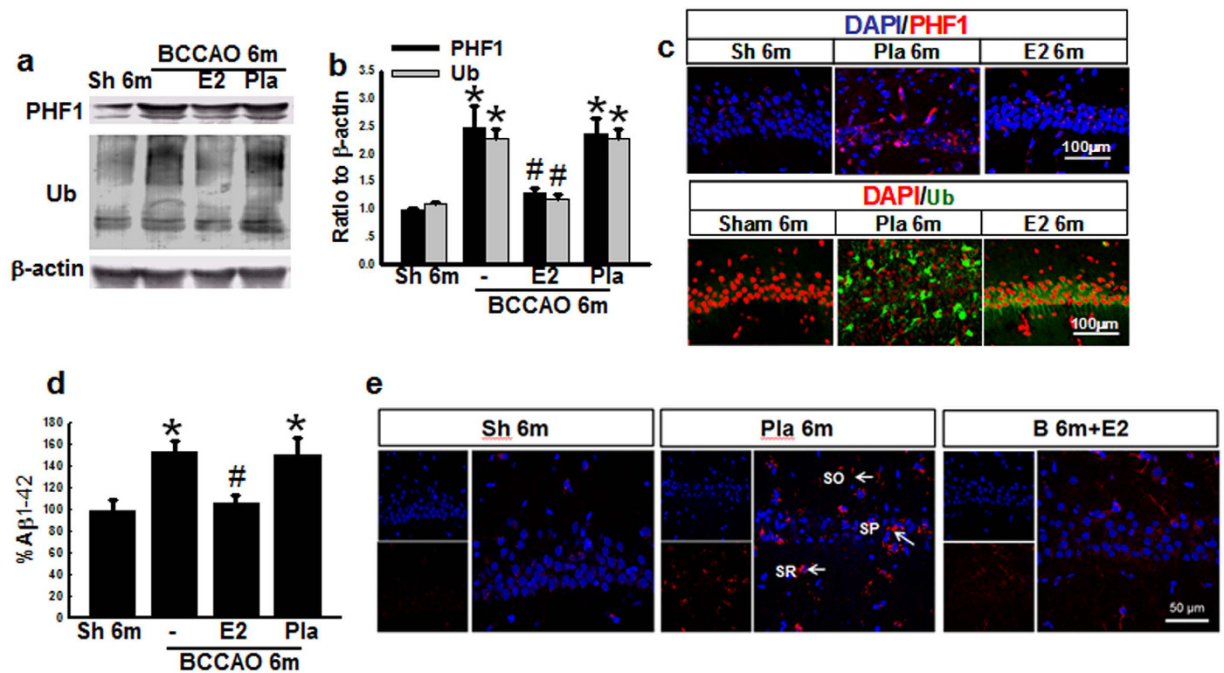 a
BCCAO 6m
Sh 6m
E2 Pla
PHF1
Ub
β-actin
b
PHF1
Ub
Ratio to β-actin
3.5
3.0
2.5
2.0
1.5
1.0
.5
0.0
* * # # * *
Sh 6m - E2 Pla
BCCAO 6m
c
DAPI/PHF1
Sh 6m Pla 6m E2 6m
100µm
DAPI/Ub
Sham 6m Pla 6m E2 6m
100µm
d
% Aβ1-42
180
160
140
120
100
80
60
40
20
0
* # *
Sh 6m - E2 Pla
BCCAO 6m
e
Sh 6m Pla 6m B 6m+E2
SO
SP
SR
50 µm